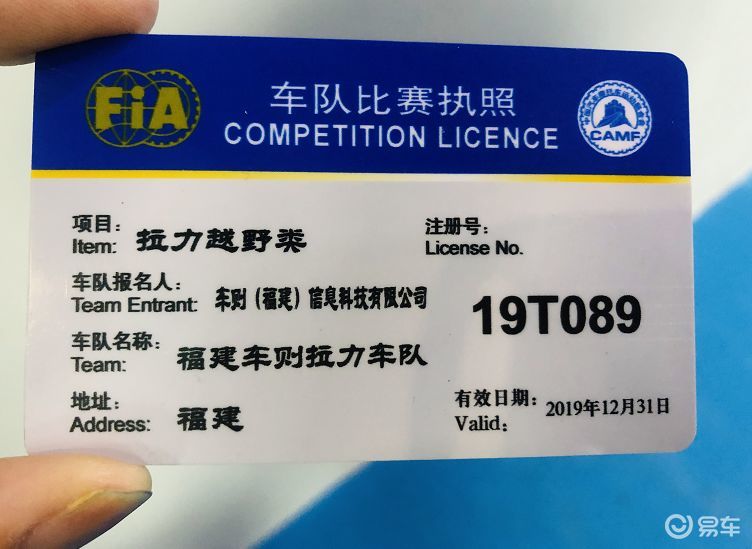 FiA
车队比赛执照
COMPETITION LICENCE
CAMF
项目：
Item: 拉力越野类
注册号：
License No.
车队报名人：
Team Entrant: 车则（福建）信息科技有限公司
19T089
车队名称：
Team: 福建车则拉力车队
地址：
Address: 福建
有效日期：
Valid: 2019年12月31日
易车